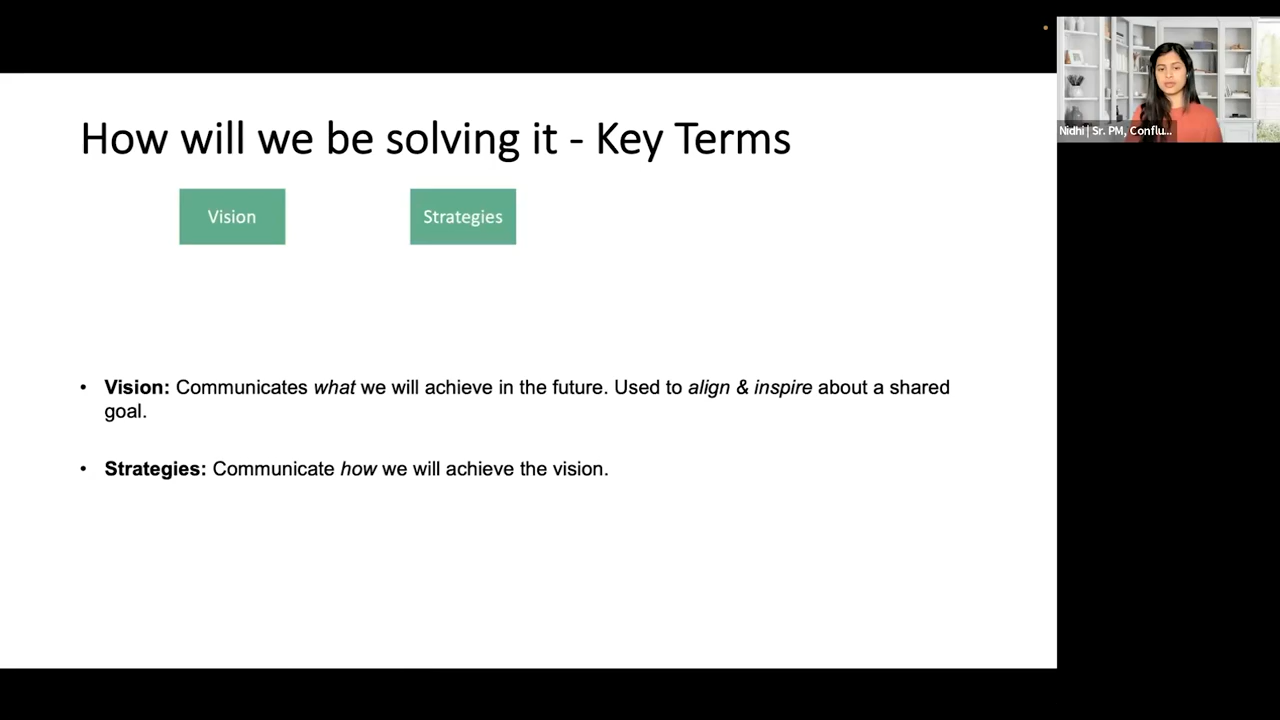 How will we be solving it - Key Terms
Vision
Strategies
• Vision: Communicates what we will achieve in the future. Used to align & inspire about a shared
goal.
• Strategies: Communicate how we will achieve the vision.
Nidhi | Sr. PM, Conflu...